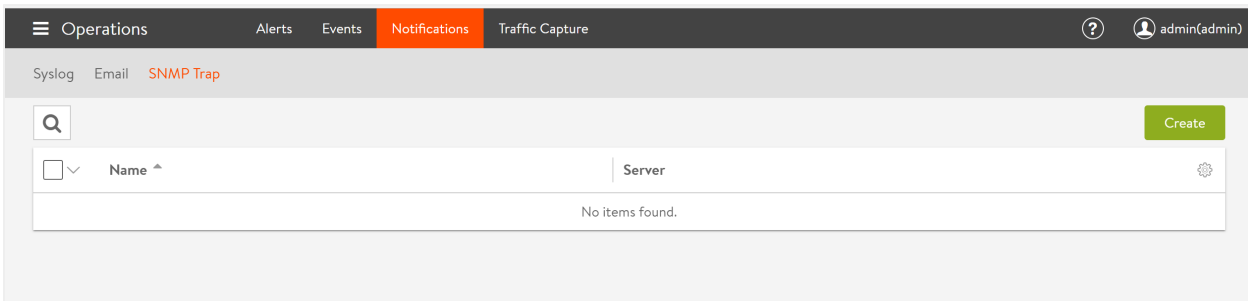 Operations Alerts Events Notifications Traffic Capture ? admin(admin)
Syslog Email SNMP Trap
Create
Name Server
No items found.